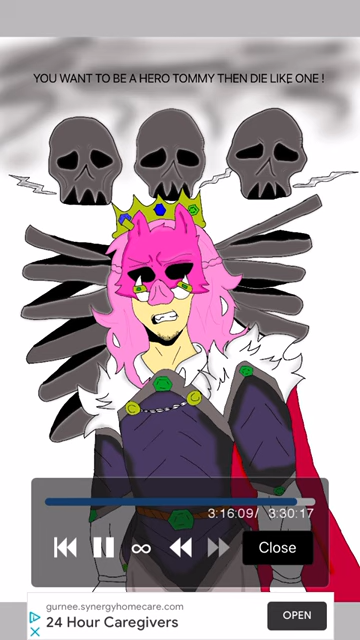 YOU WANT TO BE A HERO TOMMY THEN DIE LIKE ONE !
3:16:09/ 3:30:17
Close
gurnee.synergyhomecare.com
24 Hour Caregivers
OPEN